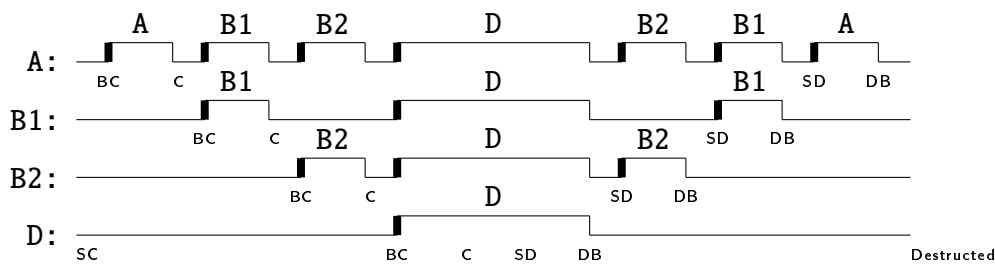 A B1 B2 D B2 B1 A
A:
BC C SD DB
B1 D B1
B1:
BC C SD DB
B2 D B2
B2:
BC C SD DB
D
D:
SC BC C SD DB Destructed